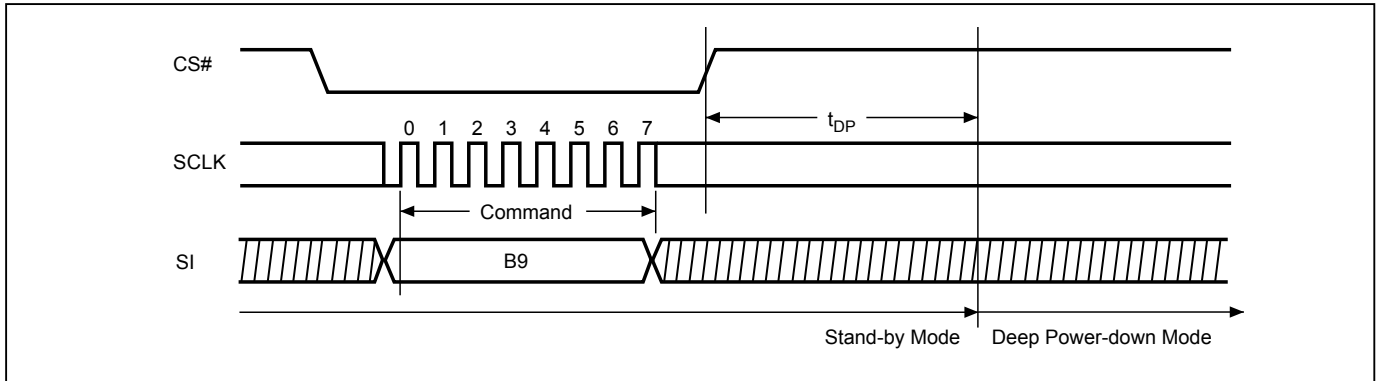 CS#
tDP
0 1 2 3 4 5 6 7
SCLK
Command
SI
B9
Stand-by Mode
Deep Power-down Mode